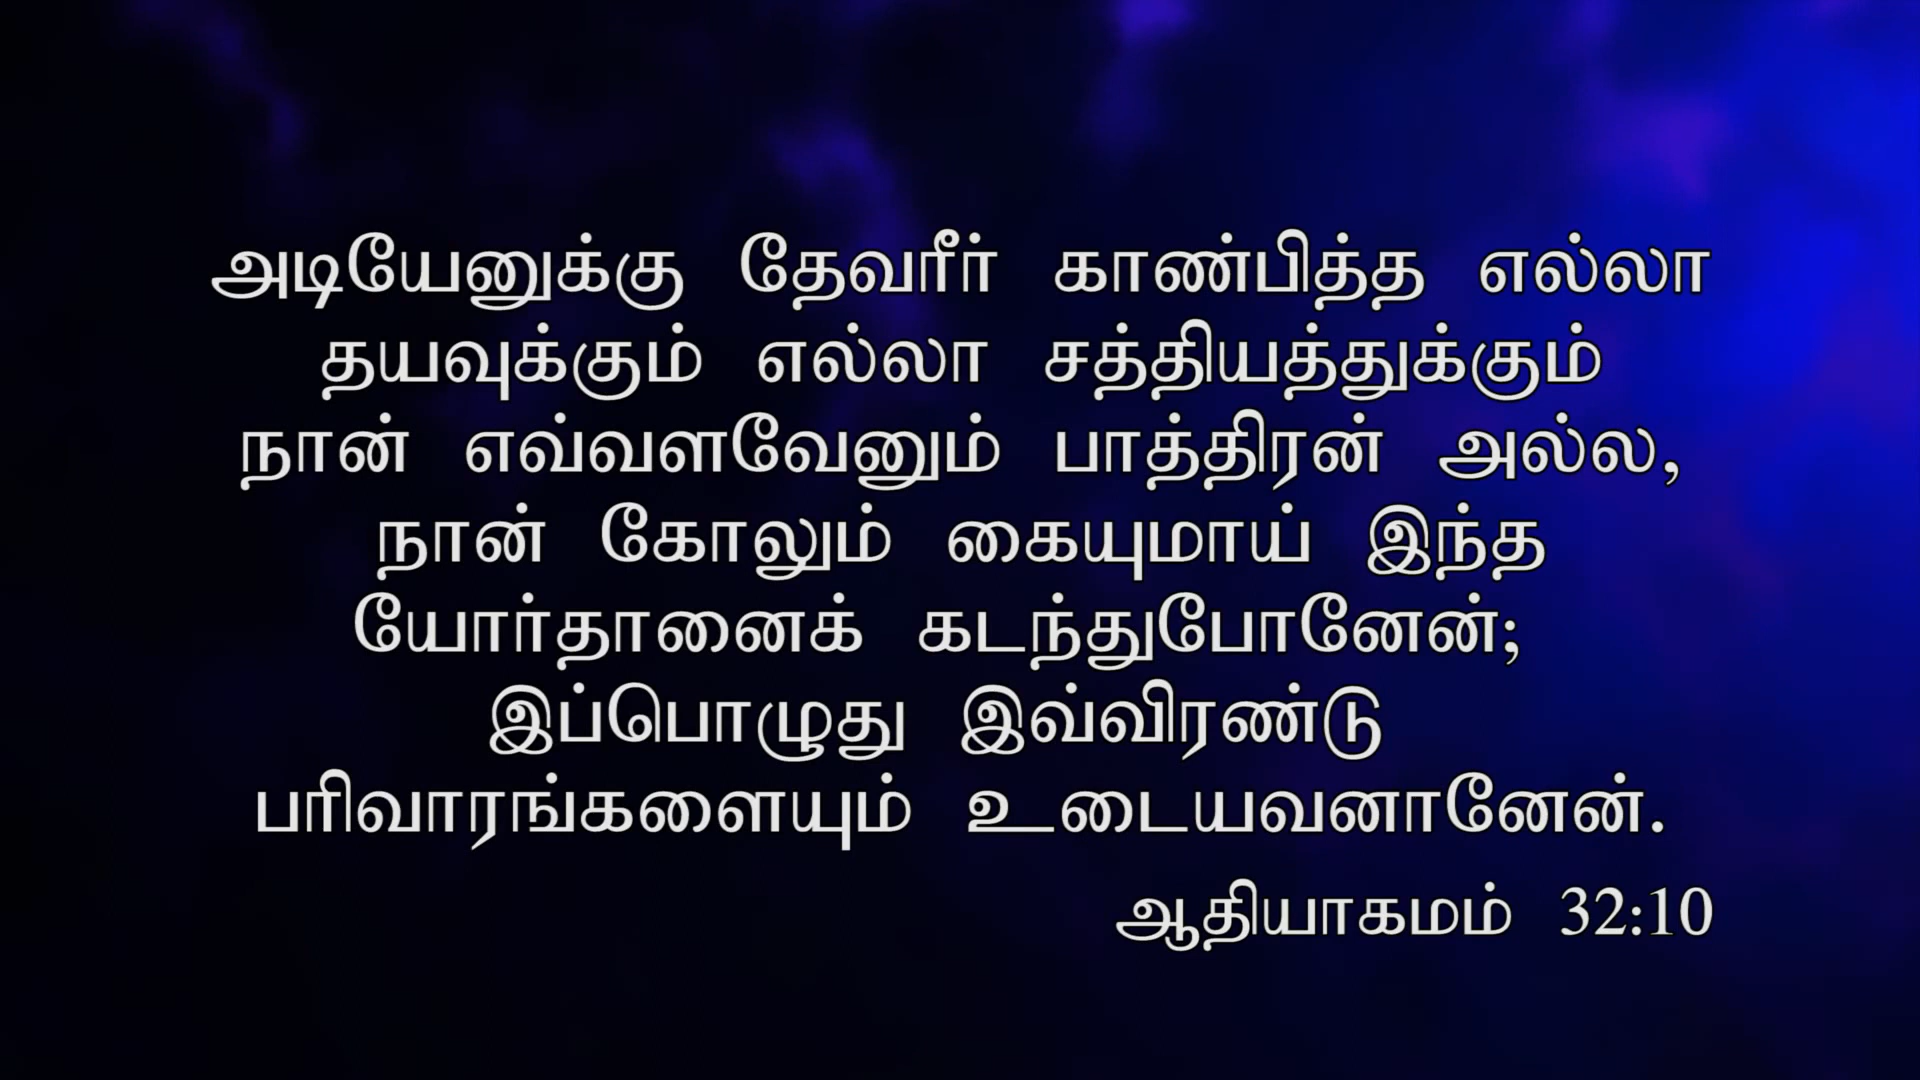 அடியேனுக்கு தேவரீர் காண்பித்த எல்லா
தயவுக்கும் எல்லா சத்தியத்துக்கும்
நான் எவ்வளவேனும் பாத்திரன் அல்ல,
நான் கோலும் கையுமாய் இந்த
யோர்தானைக் கடந்துபோனேன்;
இப்பொழுது இவ்விரண்டு
பரிவாரங்களையும் உடையவனானேன்.
ஆதியாகமம் 32:10